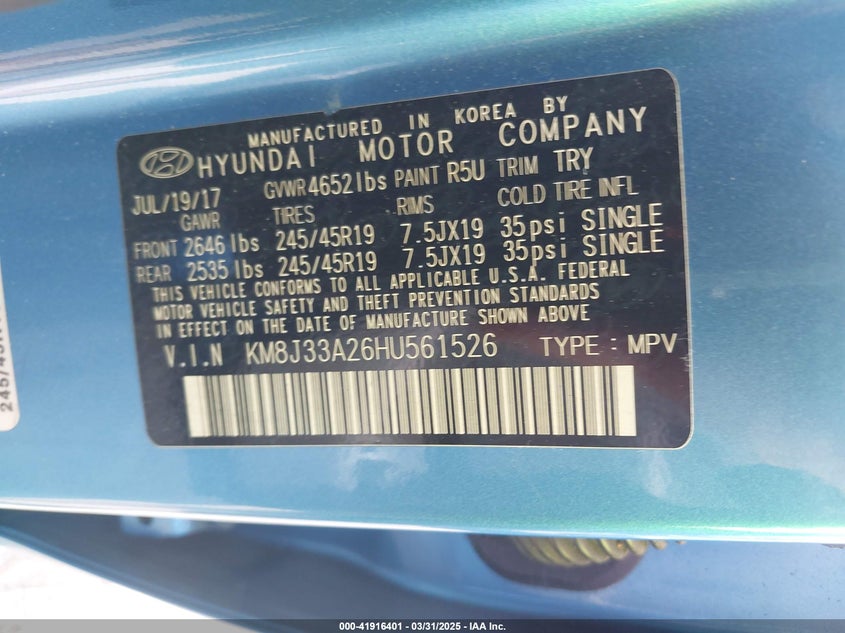 MANUFACTURED IN KOREA BY
HYUNDAI MOTOR COMPANY
JUL/19/17 GVWR 4652lbs PAINT R5U TRIM TRY
GAWR TIRES RIMS COLD TIRE INFL
FRONT 2646 lbs 245/45R19 7.5JX19 35psi SINGLE
REAR 2535 lbs 245/45R19 7.5JX19 35psi SINGLE
THIS VEHICLE CONFORMS TO ALL APPLICABLE U.S.A. FEDERAL
MOTOR VEHICLE SAFETY AND THEFT PREVENTION STANDARDS
IN EFFECT ON THE DATE OF MANUFACTURE SHOWN ABOVE
V.I.N KM8J33A26HU561526 TYPE : MPV
000-41916401 - 03/31/2025 - IAA Inc.